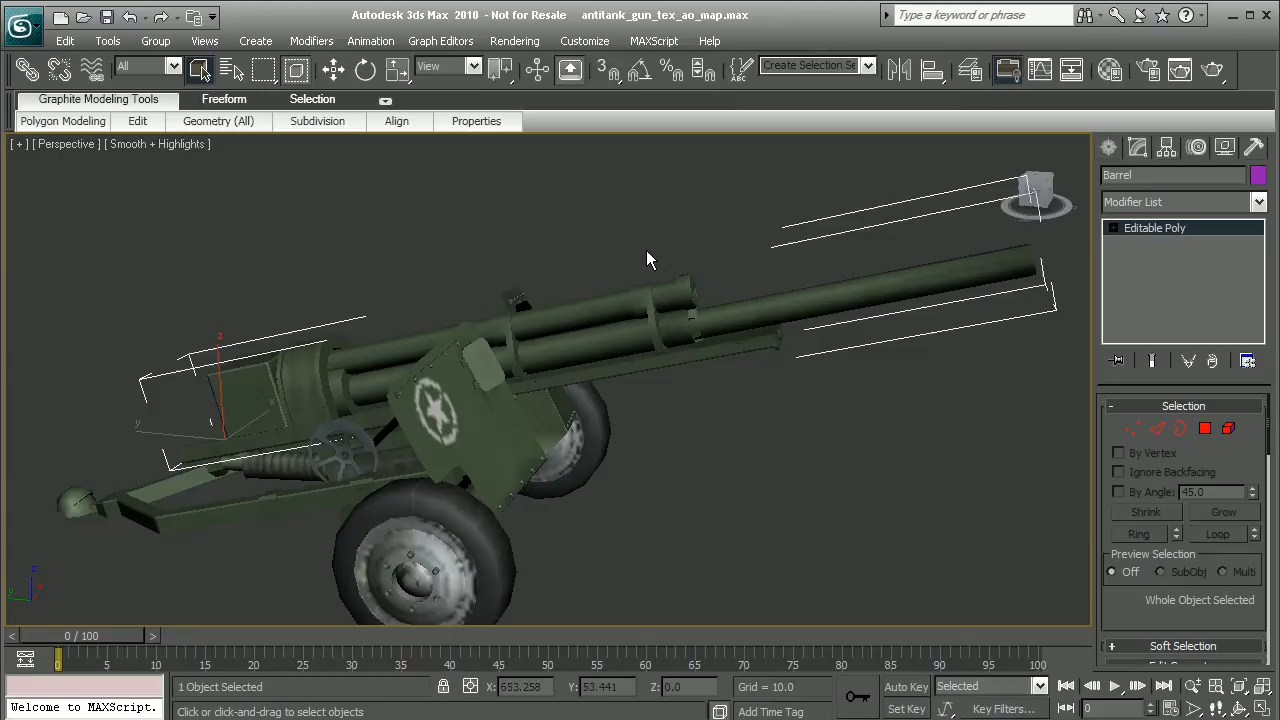 Autodesk 3ds Max 2010 - Not for Resale antitank_gun_tex_ao_map.max
Type a keyword or phrase
Edit Tools Group Views Create Modifiers Animation Graph Editors Rendering Customize MAXScript Help
All View 3 Create Selection Se
Graphite Modeling Tools Freeform Selection
Polygon Modeling Edit Geometry (All) Subdivision Align Properties
[ + ] [ Perspective ] [ Smooth + Highlights ]
Barrel
Modifier List
Editable Poly
z
x
y
Selection
By Vertex
Ignore Backfacing
By Angle: 45.0
Shrink Grow
Ring Loop
Preview Selection
Off SubObj Multi
Whole Object Selected
Soft Selection
z
y
0 / 100
0 5 10 15 20 25 30 35 40 45 50 55 60 65 70 75 80 85 90 95 100
1 Object Selected X: 653.258 Y: 53.441 Z: 0.0 Grid = 10.0 Auto Key Selected
Welcome to MAXScript. Click or click-and-drag to select objects Add Time Tag Set Key Key Filters... 0